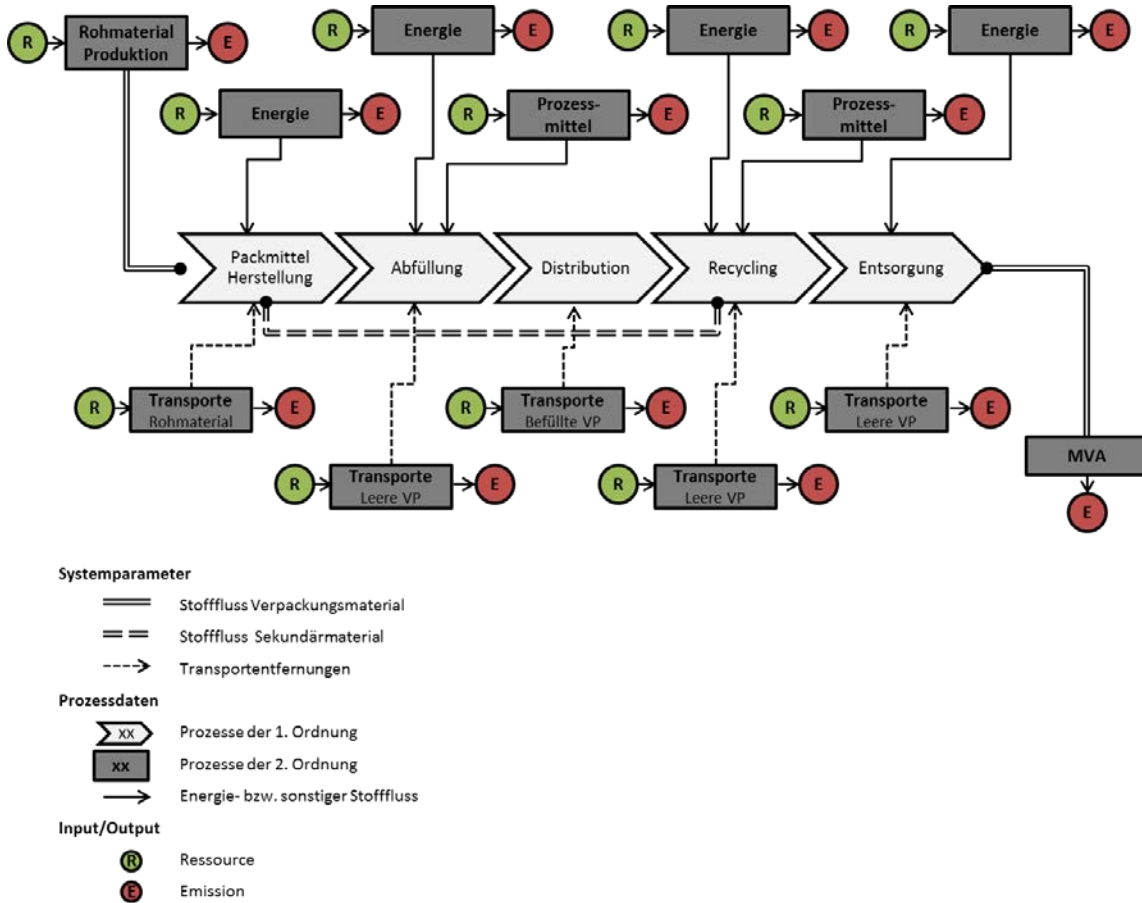 R
Rohmaterial
Produktion
E
R
Energie
E
R
Energie
E
R
Energie
E
R
Energie
E
R
Prozess-
mittel
E
R
Prozess-
mittel
E
Packmittel
Herstellung
Abfüllung
Distribution
Recycling
Entsorgung
R
Transporte
Rohmaterial
E
R
Transporte
Befüllte VP
E
R
Transporte
Leere VP
E
R
Transporte
Leere VP
E
R
Transporte
Leere VP
E
MVA
E
Systemparameter
Stofffluss Verpackungsmaterial
Stofffluss Sekundärmaterial
Transportentfernungen
Prozessdaten
xx
Prozesse der 1. Ordnung
xx
Prozesse der 2. Ordnung
Energie- bzw. sonstiger Stofffluss
Input/Output
R
Ressource
E
Emission